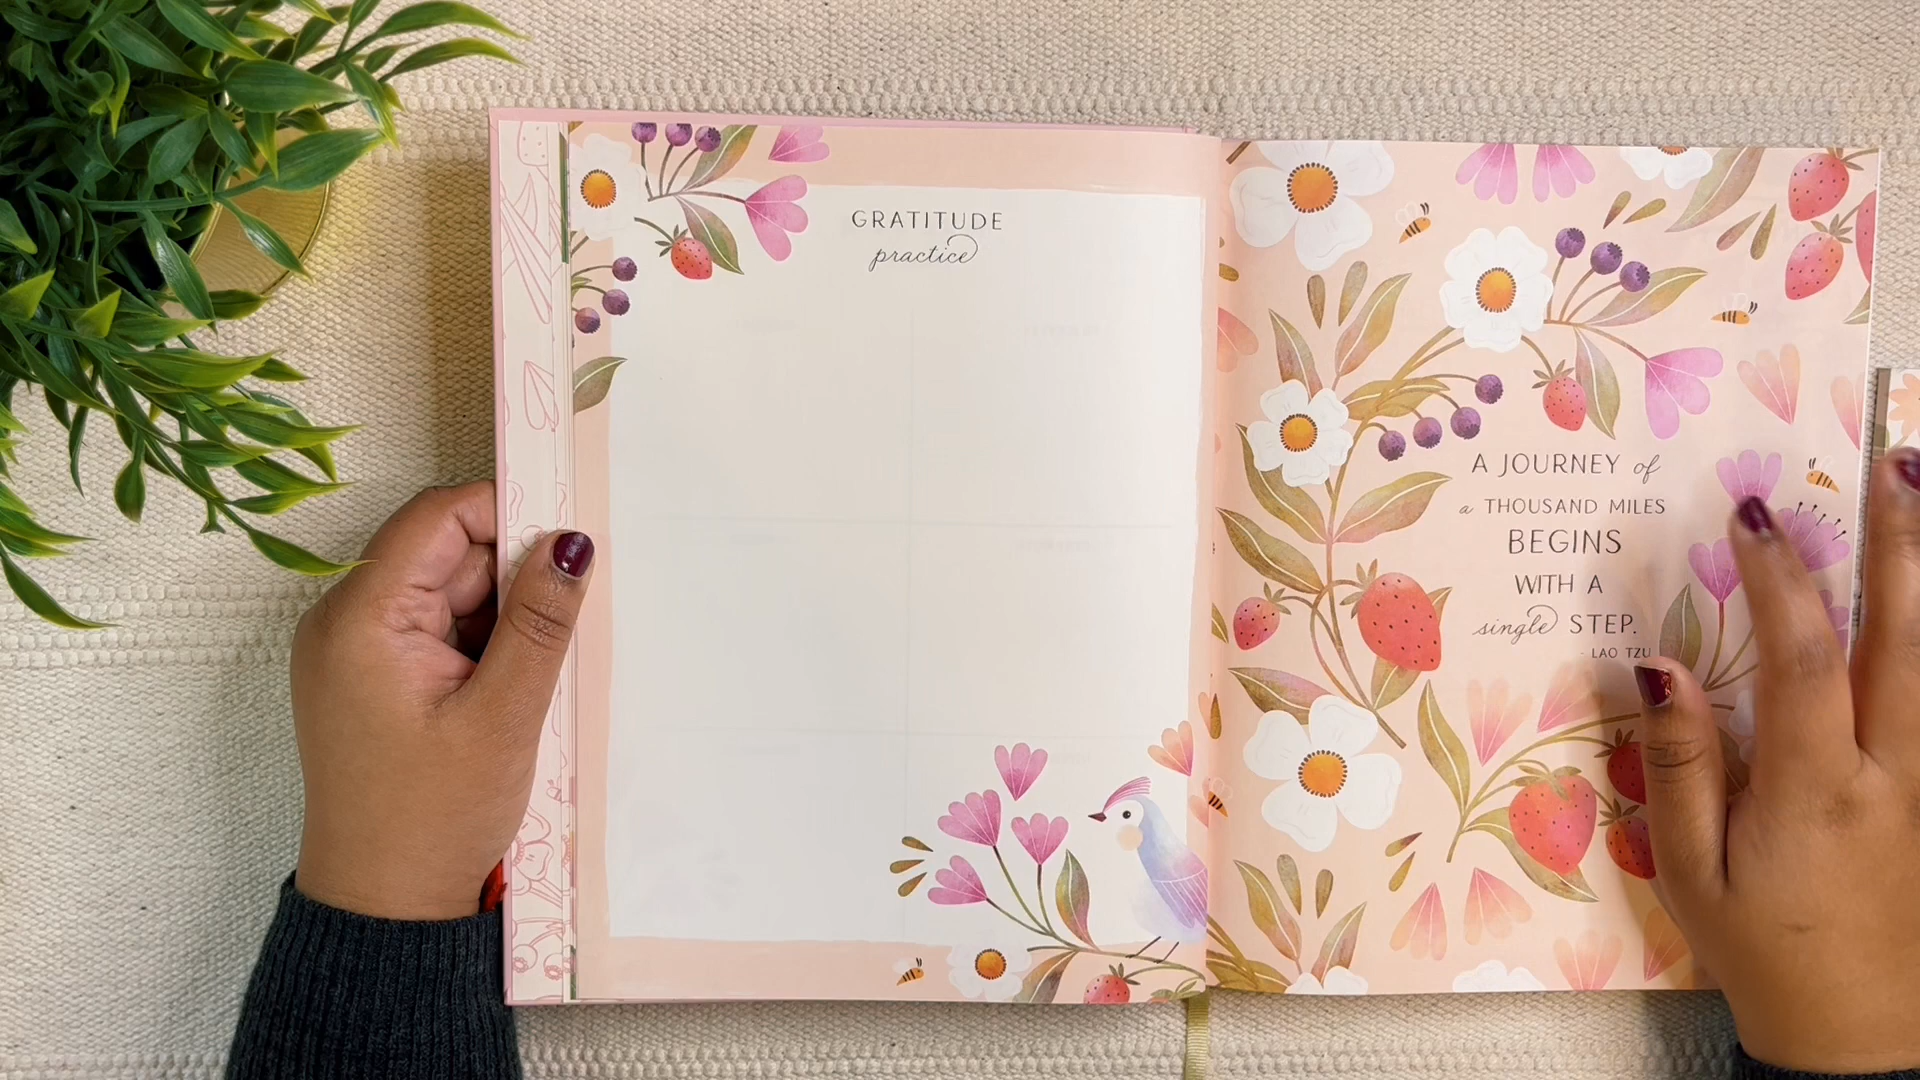 GRATITUDE
practice
A JOURNEY of
a THOUSAND MILES
BEGINS
WITH A
single STEP.
- LAO TZU